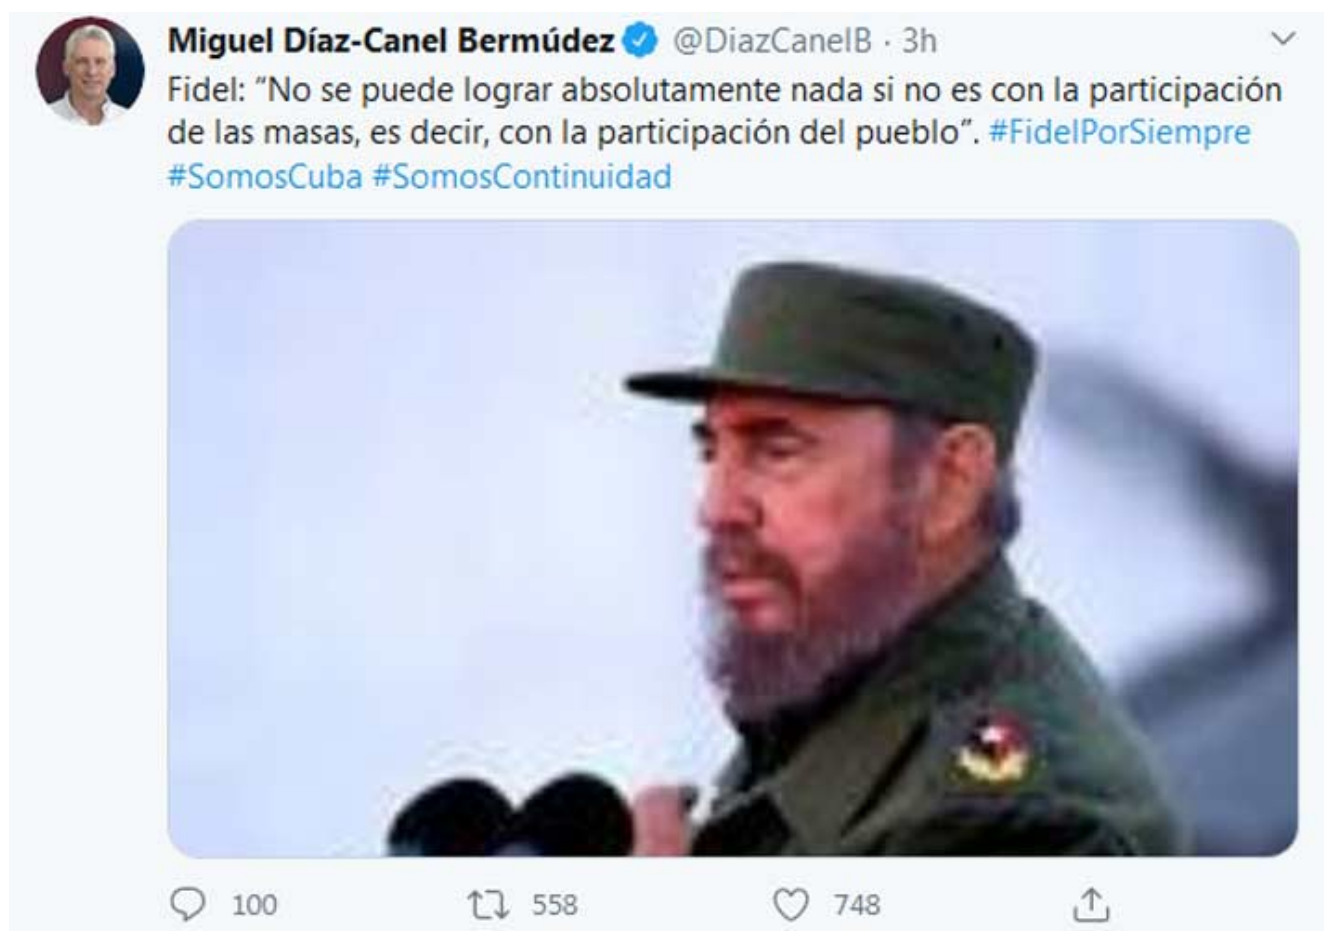 Miguel Díaz-Canel Bermúdez @DiazCanelB · 3h
Fidel: “No se puede lograr absolutamente nada si no es con la participación
de las masas, es decir, con la participación del pueblo”. #FidelPorSiempre
#SomosCuba #SomosContinuidad
100 558 748